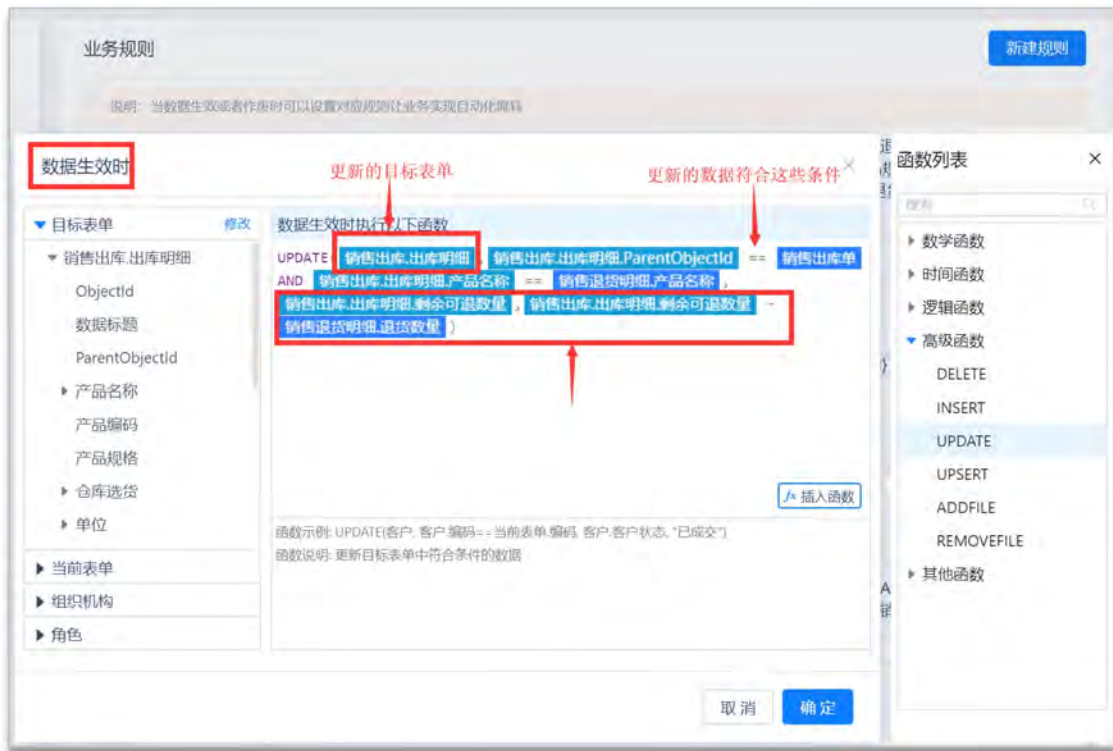 业务规则
新建规则
说明：当数据生效或者作废时可以设置对应规则让业务实现自动化流转
数据生效时
更新的目标表单
更新的数据符合这些条件
目标表单 修改
销售出库.出库明细
ObjectId
数据标题
ParentObjectId
产品名称
产品编码
产品规格
仓库选货
单位
当前表单
组织机构
角色
数据生效时执行以下函数
UPDATE( 销售出库.出库明细 , 销售出库.出库明细.ParentObjectId == 销售出库单
AND 销售出库.出库明细.产品名称 == 销售退货明细.产品名称 ,
销售出库.出库明细.剩余可退数量 , 销售出库.出库明细.剩余可退数量 -
销售退货明细.退货数量 )
fx 插入函数
函数示例: UPDATE(客户, 客户.编码==当前表单.编码, 客户.客户状态, "已成交")
函数说明: 更新目标表单中符合条件的数据
取消 确定
函数列表
搜索
数学函数
时间函数
逻辑函数
高级函数
DELETE
INSERT
UPDATE
UPSERT
ADDFILE
REMOVEFILE
其他函数